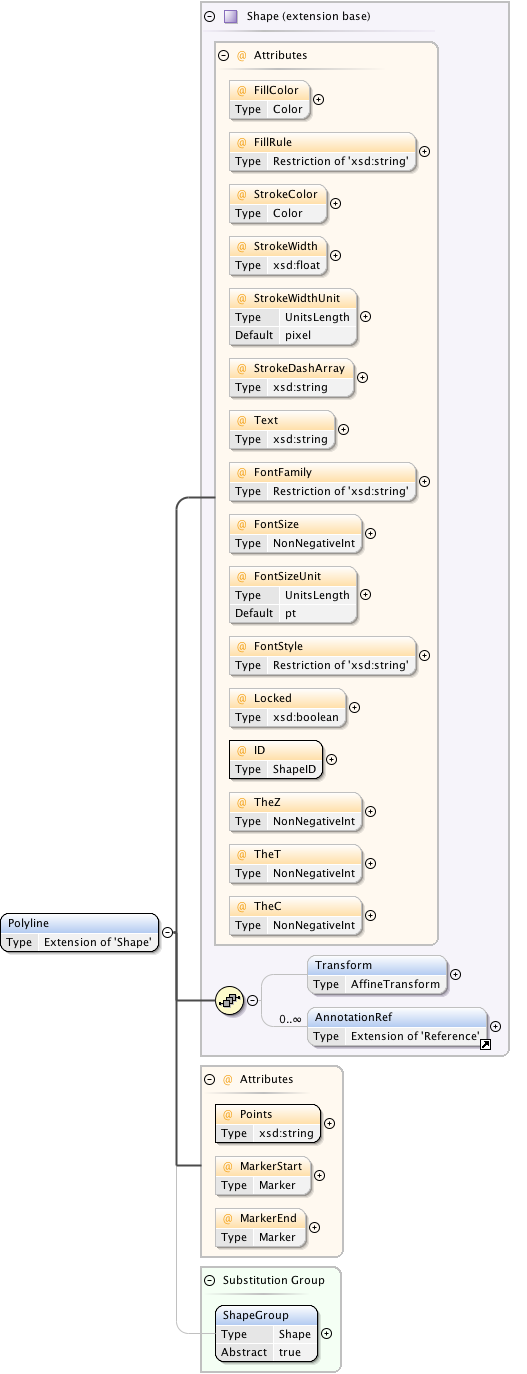 Shape (extension base)
@ Attributes
@ FillColor
Type Color
@ FillRule
Type Restriction of 'xsd:string'
@ StrokeColor
Type Color
@ StrokeWidth
Type xsd:float
@ StrokeWidthUnit
Type UnitsLength
Default pixel
@ StrokeDashArray
Type xsd:string
@ Text
Type xsd:string
@ FontFamily
Type Restriction of 'xsd:string'
@ FontSize
Type NonNegativeInt
@ FontSizeUnit
Type UnitsLength
Default pt
@ FontStyle
Type Restriction of 'xsd:string'
@ Locked
Type xsd:boolean
@ ID
Type ShapeID
@ TheZ
Type NonNegativeInt
@ TheT
Type NonNegativeInt
@ TheC
Type NonNegativeInt
Polyline
Type Extension of 'Shape'
Transform
Type AffineTransform
0..∞
AnnotationRef
Type Extension of 'Reference'
@ Attributes
@ Points
Type xsd:string
@ MarkerStart
Type Marker
@ MarkerEnd
Type Marker
Substitution Group
ShapeGroup
Type Shape
Abstract true